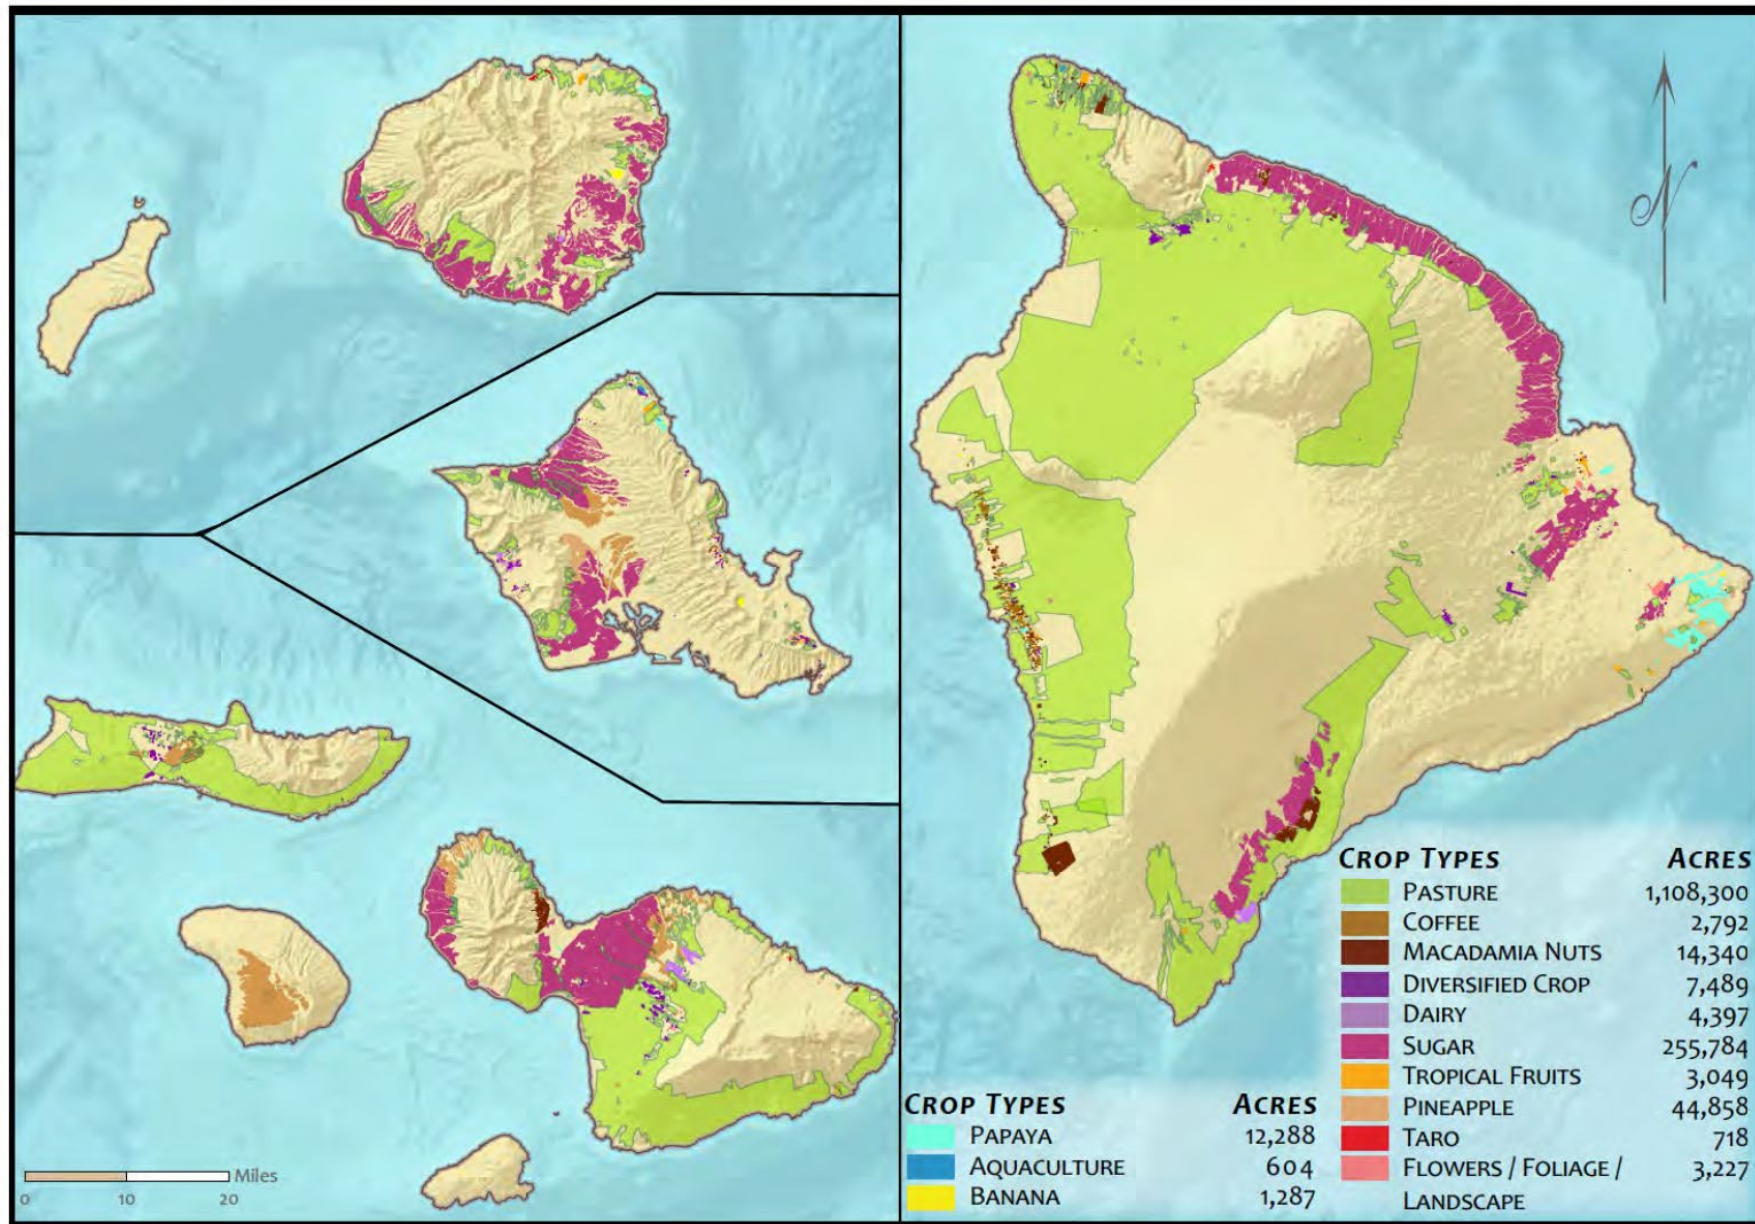 N
CROP TYPES ACRES
PASTURE 1,108,300
COFFEE 2,792
MACADAMIA NUTS 14,340
DIVERSIFIED CROP 7,489
DAIRY 4,397
SUGAR 255,784
TROPICAL FRUITS 3,049
PINEAPPLE 44,858
TARO 718
FLOWERS / FOLIAGE / 3,227
LANDSCAPE
CROP TYPES ACRES
PAPAYA 12,288
AQUACULTURE 604
BANANA 1,287
Miles
0 10 20